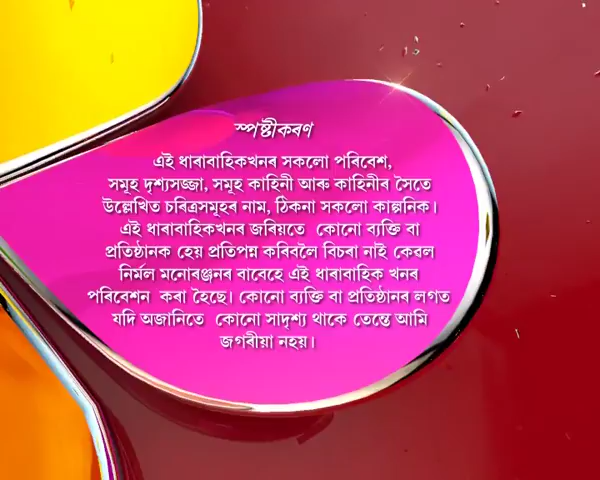 স্পষ্টীকৰণ
এই ধাৰাবাহিকখনৰ সকলো পৰিবেশ,
সমূহ দৃশ্যসজ্জা, সমূহ কাহিনী আৰু কাহিনীৰ সৈতে
উল্লেখিত চৰিত্ৰসমূহৰ নাম, ঠিকনা সকলো কাল্পনিক।
এই ধাৰাবাহিকখনৰ জৰিয়তে কোনো ব্যক্তি বা
প্ৰতিষ্ঠানক হেয় প্ৰতিপন্ন কৰিবলৈ বিচৰা নাই কেৱল
নিৰ্মল মনোৰঞ্জনৰ বাবেহে এই ধাৰাবাহিক খনৰ
পৰিবেশন কৰা হৈছে। কোনো ব্যক্তি বা প্ৰতিষ্ঠানৰ লগত
যদি অজানিতে কোনো সাদৃশ্য থাকে তেন্তে আমি
জগৰীয়া নহয়।